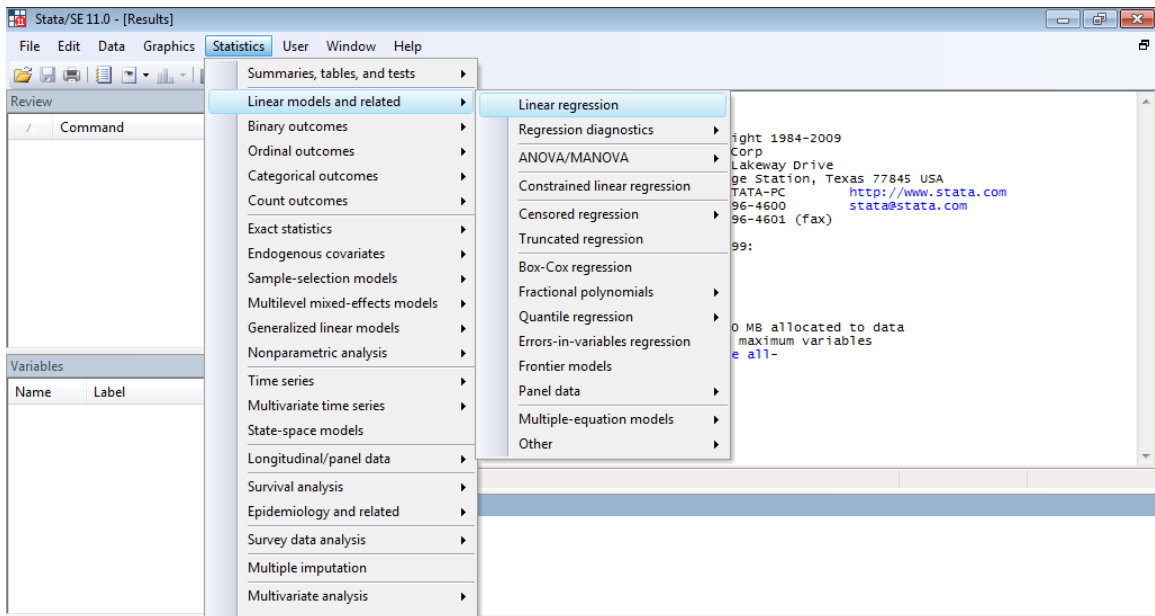 Stata/SE 11.0 - [Results]
File Edit Data Graphics Statistics User Window Help
Review
Command
Variables
Name Label
Summaries, tables, and tests
Linear models and related
Binary outcomes
Ordinal outcomes
Categorical outcomes
Count outcomes
Exact statistics
Endogenous covariates
Sample-selection models
Multilevel mixed-effects models
Generalized linear models
Nonparametric analysis
Time series
Multivariate time series
State-space models
Longitudinal/panel data
Survival analysis
Epidemiology and related
Survey data analysis
Multiple imputation
Multivariate analysis
Linear regression
Regression diagnostics
ANOVA/MANOVA
Constrained linear regression
Censored regression
Truncated regression
Box-Cox regression
Fractional polynomials
Quantile regression
Errors-in-variables regression
Frontier models
Panel data
Multiple-equation models
Other
ight 1984-2009
Corp
Lakeway Drive
ge Station, Texas 77845 USA
TATA-PC http://www.stata.com
96-4600 stata@stata.com
96-4601 (fax)
99:
0 MB allocated to data
maximum variables
e all-